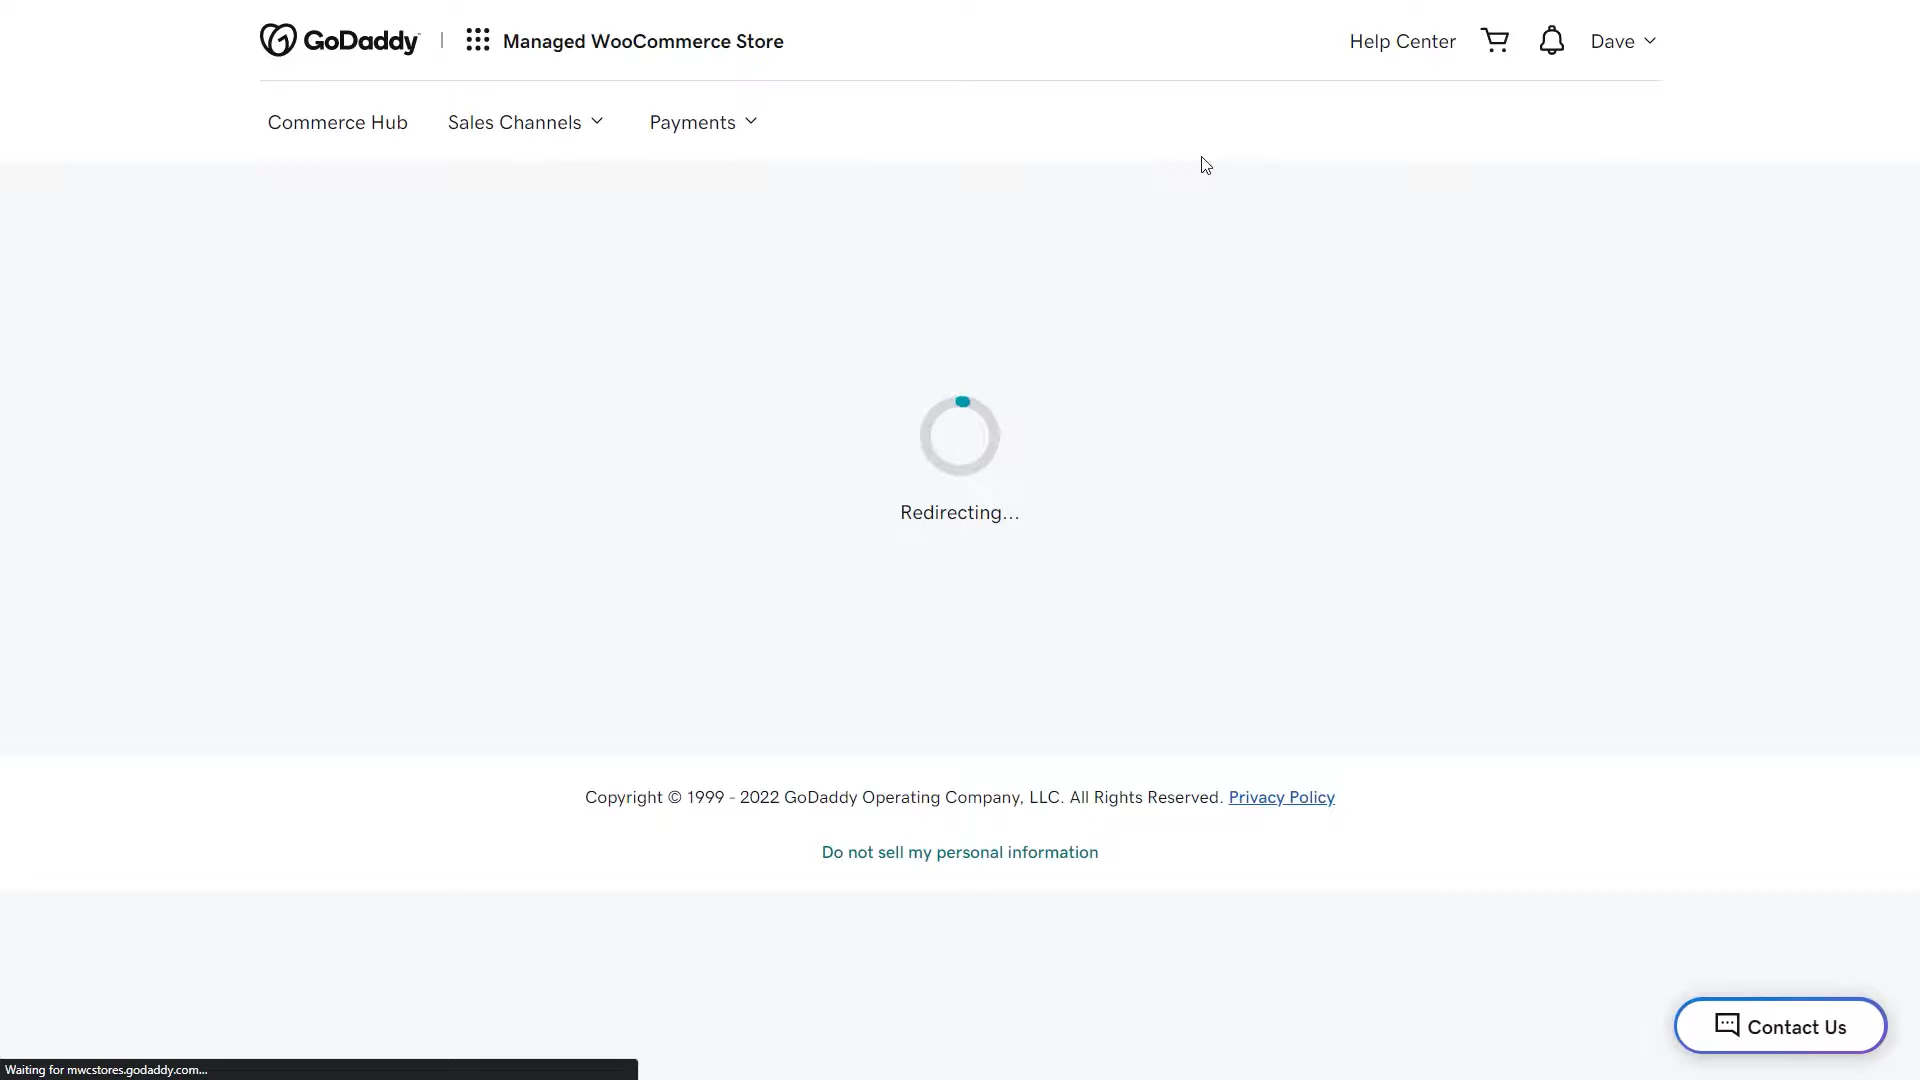 GoDaddy | Managed WooCommerce Store Help Center Dave
Commerce Hub Sales Channels Payments
Redirecting...
Copyright © 1999 - 2022 GoDaddy Operating Company, LLC. All Rights Reserved. Privacy Policy
Do not sell my personal information
Contact Us
Waiting for mwcstores.godaddy.com...